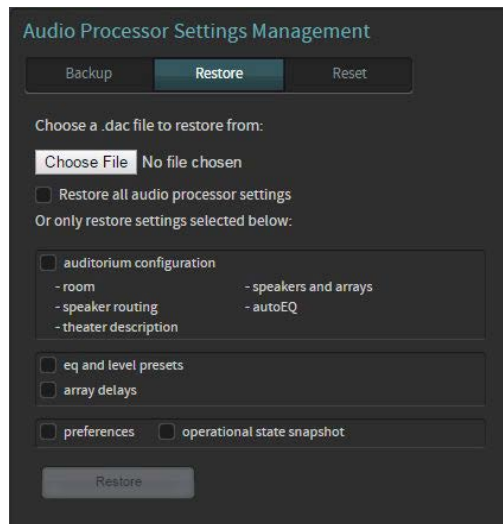 Audio Processor Settings Management
Backup Restore Reset
Choose a .dac file to restore from:
Choose File No file chosen
Restore all audio processor settings
Or only restore settings selected below:
auditorium configuration
- room - speakers and arrays
- speaker routing - autoEQ
- theater description
eq and level presets
array delays
preferences operational state snapshot
Restore